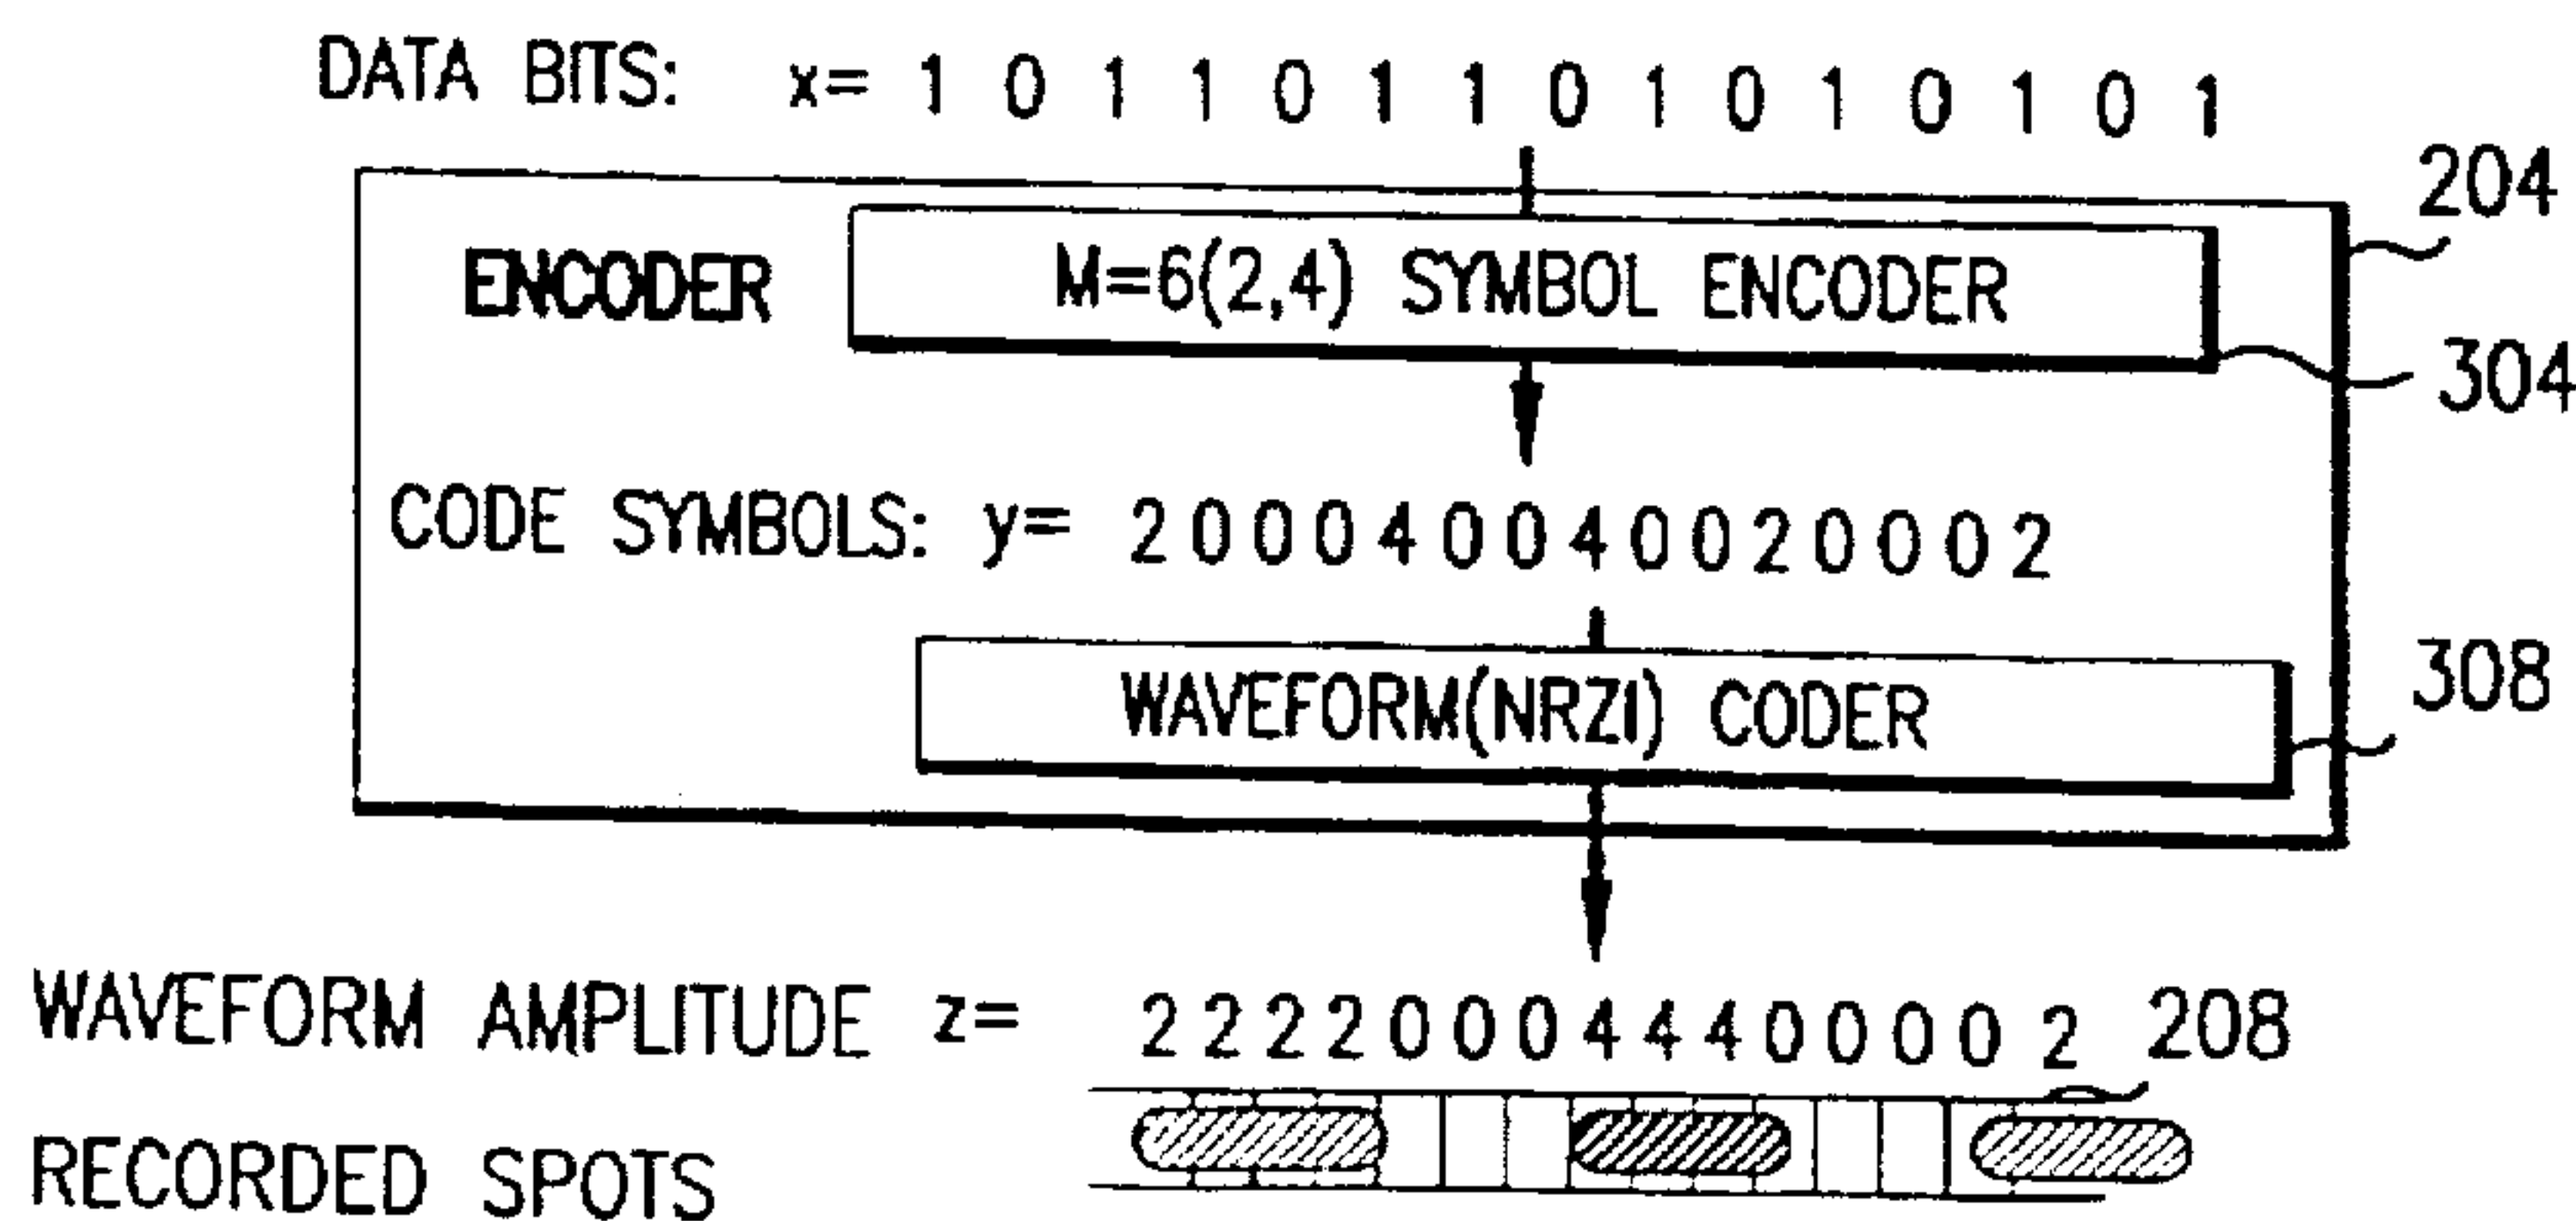 DATA BITS: x= 1 0 1 1 0 1 1 0 1 0 1 0 1 0 1
204
ENCODER
M=6(2,4) SYMBOL ENCODER
304
CODE SYMBOLS: y= 2 0 0 0 4 0 0 4 0 0 2 0 0 0 2
WAVEFORM(NRZI) CODER
308
WAVEFORM AMPLITUDE z= 2 2 2 2 0 0 0 4 4 4 0 0 0 0 2
208
RECORDED SPOTS